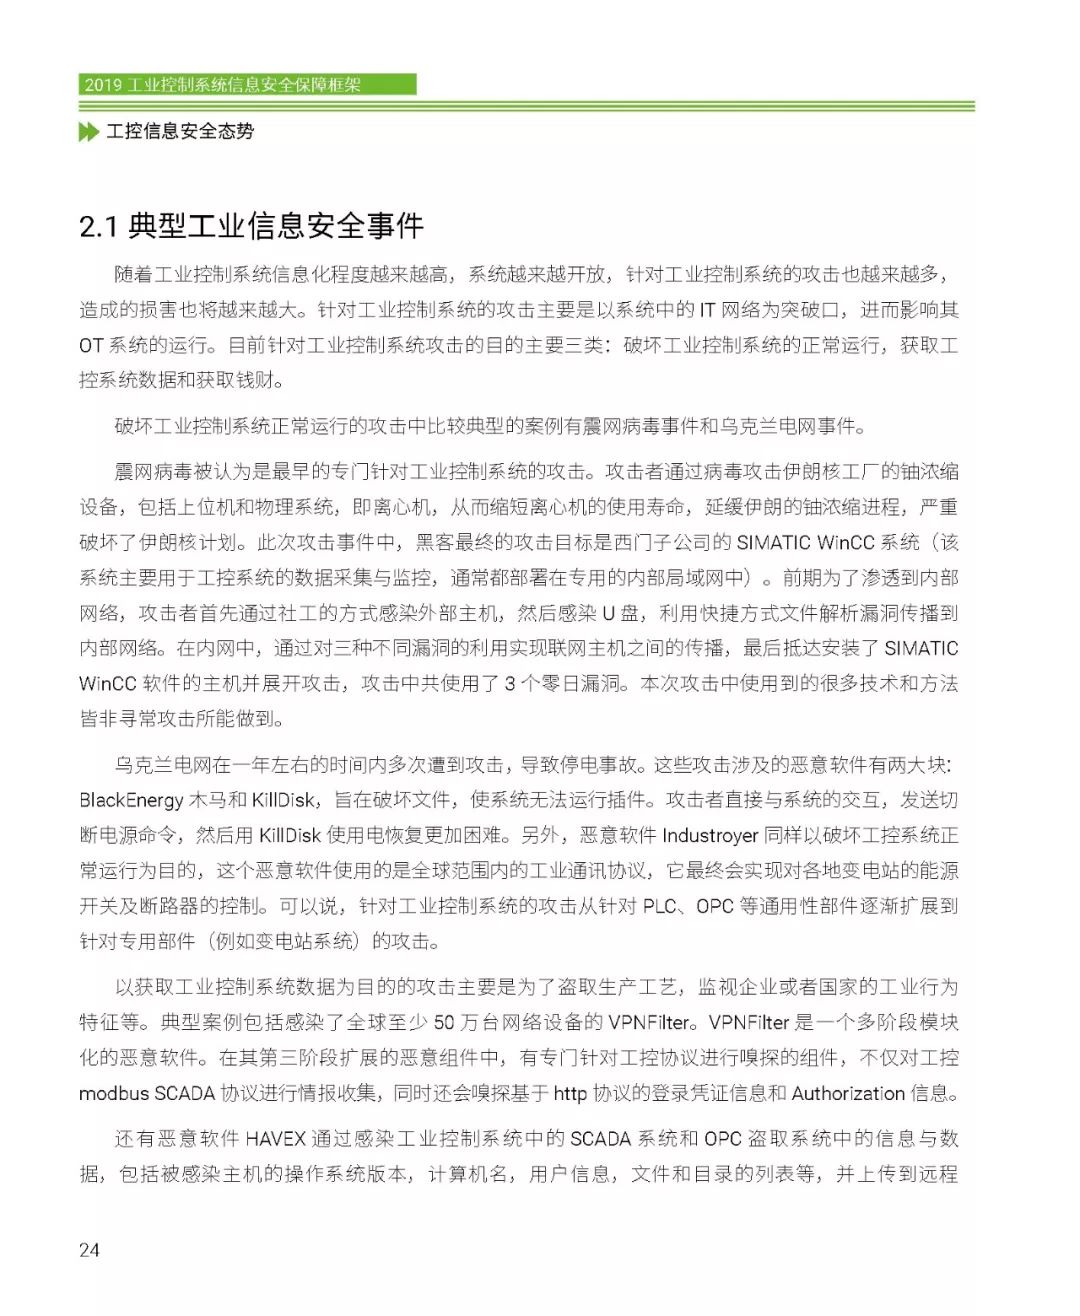 2019 工业控制系统信息安全保障框架
工控信息安全态势
2.1 典型工业信息安全事件
随着工业控制系统信息化程度越来越高，系统越来越开放，针对工业控制系统的攻击也越来越多，
造成的损害也将越来越大。针对工业控制系统的攻击主要是以系统中的 IT 网络为突破口，进而影响其
OT 系统的运行。目前针对工业控制系统攻击的目的主要三类：破坏工业控制系统的正常运行，获取工
控系统数据和获取钱财。
破坏工业控制系统正常运行的攻击中比较典型的案例有震网病毒事件和乌克兰电网事件。
震网病毒被认为是最早的专门针对工业控制系统的攻击。攻击者通过病毒攻击伊朗核工厂的铀浓缩
设备，包括上位机和物理系统，即离心机，从而缩短离心机的使用寿命，延缓伊朗的铀浓缩进程，严重
破坏了伊朗核计划。此次攻击事件中，黑客最终的攻击目标是西门子公司的 SIMATIC WinCC 系统（该
系统主要用于工控系统的数据采集与监控，通常都部署在专用的内部局域网中）。前期为了渗透到内部
网络，攻击者首先通过社工的方式感染外部主机，然后感染 U 盘，利用快捷方式文件解析漏洞传播到
内部网络。在内网中，通过对三种不同漏洞的利用实现联网主机之间的传播，最后抵达安装了 SIMATIC
WinCC 软件的主机并展开攻击，攻击中共使用了 3 个零日漏洞。本次攻击中使用到的很多技术和方法
皆非寻常攻击所能做到。
乌克兰电网在一年左右的时间内多次遭到攻击，导致停电事故。这些攻击涉及的恶意软件有两大块：
BlackEnergy 木马和 KillDisk，旨在破坏文件，使系统无法运行插件。攻击者直接与系统的交互，发送切
断电源命令，然后用 KillDisk 使用电恢复更加困难。另外，恶意软件 Industroyer 同样以破坏工控系统正
常运行为目的，这个恶意软件使用的是全球范围内的工业通讯协议，它最终会实现对各地变电站的能源
开关及断路器的控制。可以说，针对工业控制系统的攻击从针对 PLC、OPC 等通用性部件逐渐扩展到
针对专用部件（例如变电站系统）的攻击。
以获取工业控制系统数据为目的的攻击主要是为了盗取生产工艺，监视企业或者国家的工业行为
特征等。典型案例包括感染了全球至少 50 万台网络设备的 VPNFilter。VPNFilter 是一个多阶段模块
化的恶意软件。在其第三阶段扩展的恶意组件中，有专门针对工控协议进行嗅探的组件，不仅对工控
modbus SCADA 协议进行情报收集，同时还会嗅探基于 http 协议的登录凭证信息和 Authorization 信息。
还有恶意软件 HAVEX 通过感染工业控制系统中的 SCADA 系统和 OPC 盗取系统中的信息与数
据，包括被感染主机的操作系统版本，计算机名，用户信息，文件和目录的列表等，并上传到远程
24